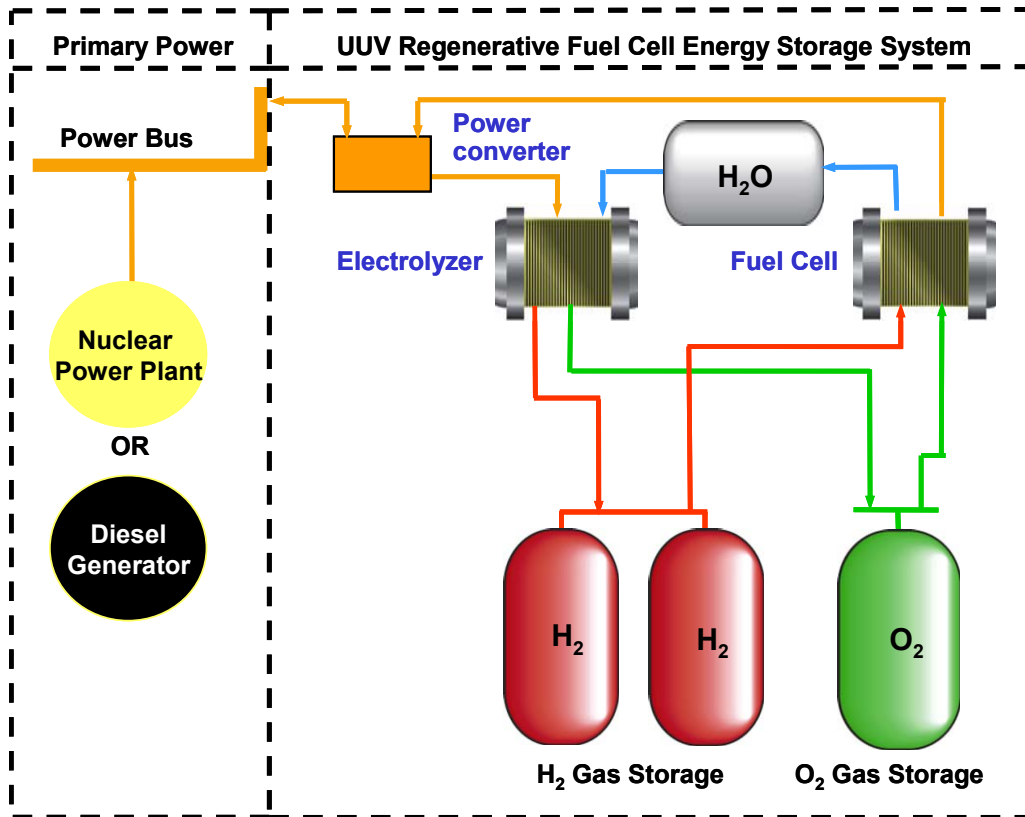 Primary Power
UUV Regenerative Fuel Cell Energy Storage System
Power Bus
Power
converter
H₂O
Electrolyzer
Fuel Cell
Nuclear
Power Plant
OR
Diesel
Generator
H₂
H₂
O₂
H₂ Gas Storage
O₂ Gas Storage